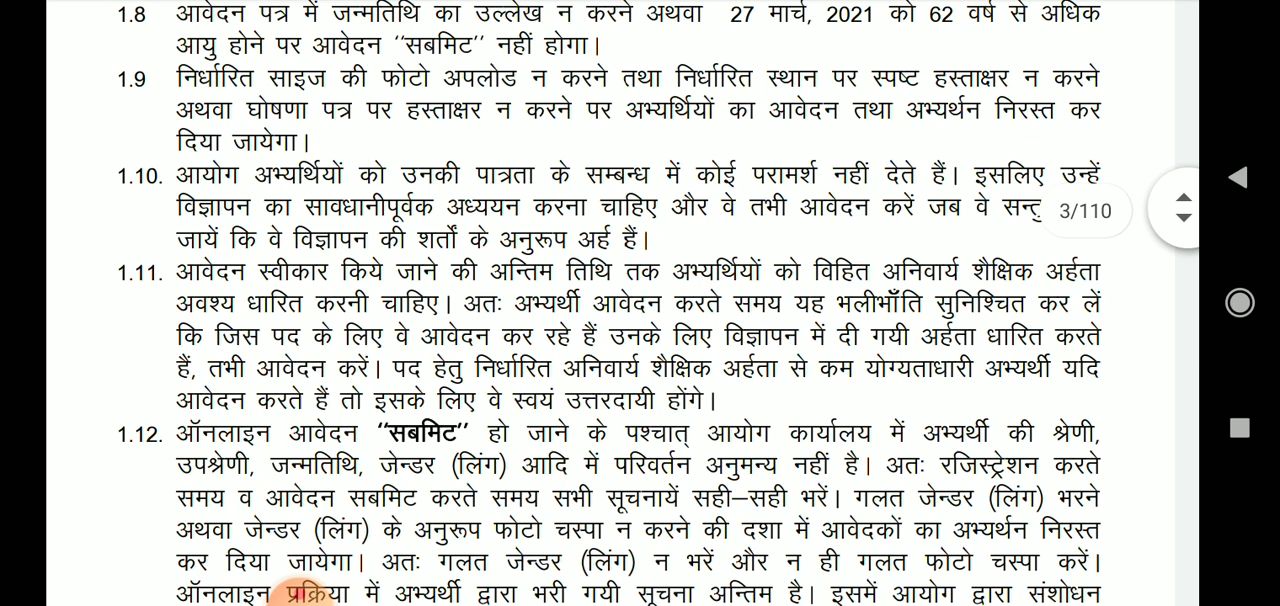 1.8 आवेदन पत्र में जन्मतिथि का उल्लेख न करने अथवा 27 मार्च, 2021 को 62 वर्ष से अधिक
आयु होने पर आवेदन "सबमिट" नहीं होगा।
1.9 निर्धारित साइज की फोटो अपलोड न करने तथा निर्धारित स्थान पर स्पष्ट हस्ताक्षर न करने
अथवा घोषणा पत्र पर हस्ताक्षर न करने पर अभ्यर्थियों का आवेदन तथा अभ्यर्थन निरस्त कर
दिया जायेगा।
1.10. आयोग अभ्यर्थियों को उनकी पात्रता के सम्बन्ध में कोई परामर्श नहीं देते हैं। इसलिए उन्हें
विज्ञापन का सावधानीपूर्वक अध्ययन करना चाहिए और वे तभी आवेदन करें जब वे
3/110
जायें कि वे विज्ञापन की शर्तों के अनुरूप अर्ह हैं।
1.11. आवेदन स्वीकार किये जाने की अन्तिम तिथि तक अभ्यर्थियों को विहित अनिवार्य शैक्षिक अर्हता
अवश्य धारित करनी चाहिए। अतः अभ्यर्थी आवेदन करते समय यह भलीभाँति सुनिश्चित कर लें
कि जिस पद के लिए वे आवेदन कर रहे हैं उनके लिए विज्ञापन में दी गयी अर्हता धारित करते
हैं, तभी आवेदन करें। पद हेतु निर्धारित अनिवार्य शैक्षिक अर्हता से कम योग्यताधारी अभ्यर्थी यदि
आवेदन करते हैं तो इसके लिए वे स्वयं उत्तरदायी होंगे।
1.12. ऑनलाइन आवेदन "सबमिट" हो जाने के पश्चात् आयोग कार्यालय में अभ्यर्थी की श्रेणी,
उपश्रेणी, जन्मतिथि, जेन्डर (लिंग) आदि में परिवर्तन अनुमन्य नहीं है। अतः रजिस्ट्रेशन करते
समय व आवेदन सबमिट करते समय सभी सूचनायें सही–सही भरें। गलत जेन्डर (लिंग) भरने
अथवा जेन्डर (लिंग) के अनुरूप फोटो चस्पा न करने की दशा में आवेदकों का अभ्यर्थन निरस्त
कर दिया जायेगा। अतः गलत जेन्डर (लिंग) न भरें और न ही गलत फोटो चस्पा करें।
ऑनलाइन प्रक्रिया में अभ्यर्थी द्वारा भरी गयी सूचना अन्तिम है। इसमें आयोग द्वारा संशोधन